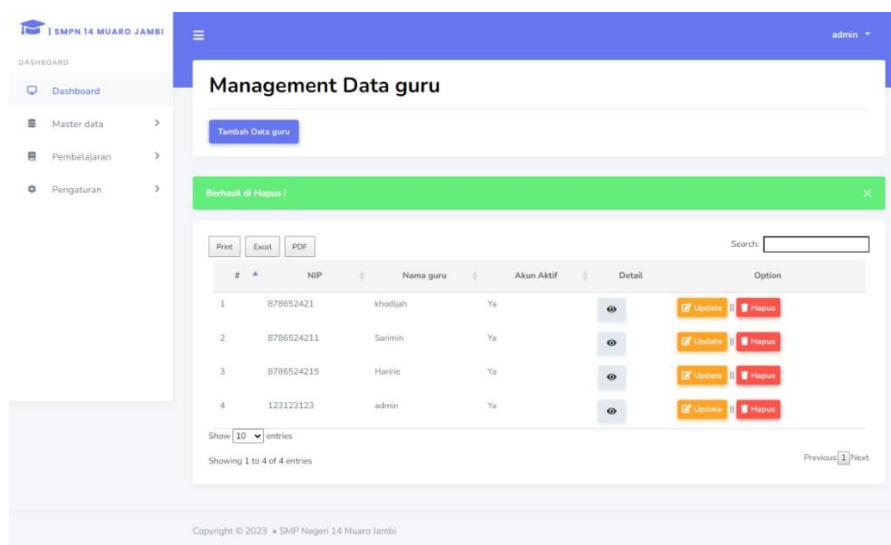 | SMPN 14 MUARO JAMBI
admin
DASHBOARD
Dashboard
Master data
Pembelajaran
Pengaturan
Management Data guru
Tambah Data guru
Berhasil di Hapus !
Print Excel PDF
Search:
# NIP Nama guru Akun Aktif Detail Option
1 878652421 khodijah Ya Update || Hapus
2 8786524211 Sarimin Ya Update || Hapus
3 8786524215 Haririe Ya Update || Hapus
4 123123123 admin Ya Update || Hapus
Show 10 entries
Showing 1 to 4 of 4 entries
Previous 1 Next
Copyright © 2023 • SMP Negeri 14 Muaro Jambi